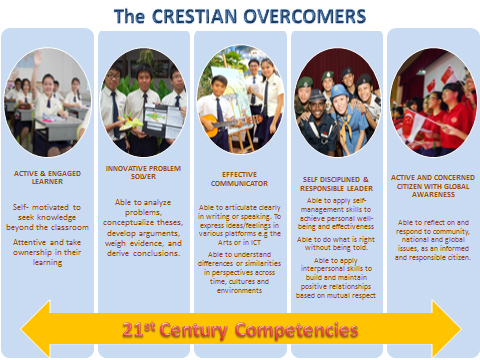 The CRESTIAN OVERCOMERS
ACTIVE & ENGAGED
LEARNER
Self- motivated to
seek knowledge
beyond the classroom
Attentive and take
ownership in their
learning
INNOVATIVE PROBLEM
SOLVER
Able to analyze
problems,
conceptualize theses,
develop arguments,
weigh evidence, and
derive conclusions.
EFFECTIVE
COMMUNICATOR
Able to articulate clearly
in writing or speaking. To
express ideas/feelings in
various platforms e.g the
Arts or in ICT
Able to understand
differences or similarities
in perspectives across
time, cultures and
environments
SELF DISCIPLINED &
RESPONSIBLE LEADER
Able to apply self-
management skills to
achieve personal well-
being and effectiveness
Able to do what is right
without being told.
Able to apply
interpersonal skills to
build and maintain
positive relationships
based on mutual respect
ACTIVE AND CONCERNED
CITIZEN WITH GLOBAL
AWARENESS
Able to reflect on and
respond to community,
national and global
issues, as an informed
and responsible citizen.
21st Century Competencies